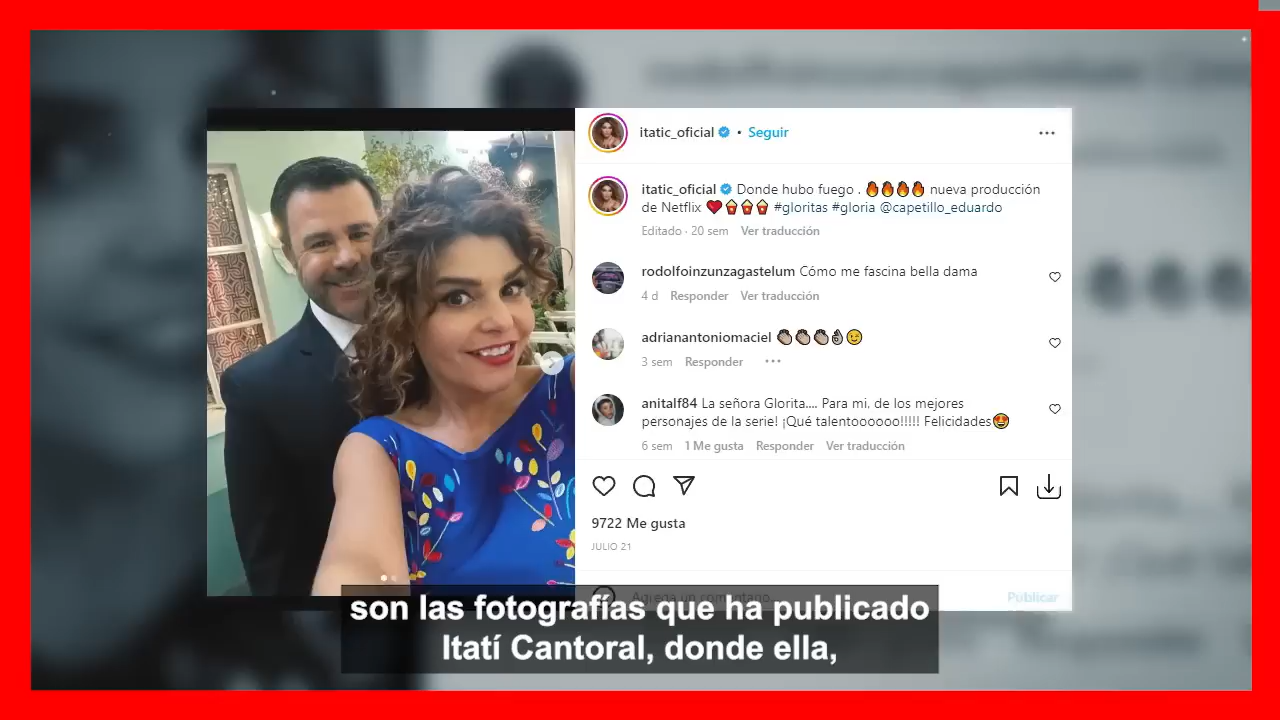 itatic_oficial • Seguir
itatic_oficial Donde hubo fuego . 🔥🔥🔥🔥 nueva producción
de Netflix ❤️🍿🍿🍿 #gloritas #gloria @capetillo_eduardo
Editado · 20 sem Ver traducción
rodolfoinzunzagastelum Cómo me fascina bella dama
4 d Responder Ver traducción
adrianantoniomaciel 👏🏼👏🏼👏🏼👌🏼😉
3 sem Responder •••
anitalf84 La señora Glorita.... Para mi, de los mejores
personajes de la serie! ¡Qué talentoooooo!!!!! Felicidades🤩
6 sem 1 Me gusta Responder Ver traducción
9722 Me gusta
JULIO 21
Agrega un comentario...
Publicar
son las fotografías que ha publicado
Itatí Cantoral, donde ella,